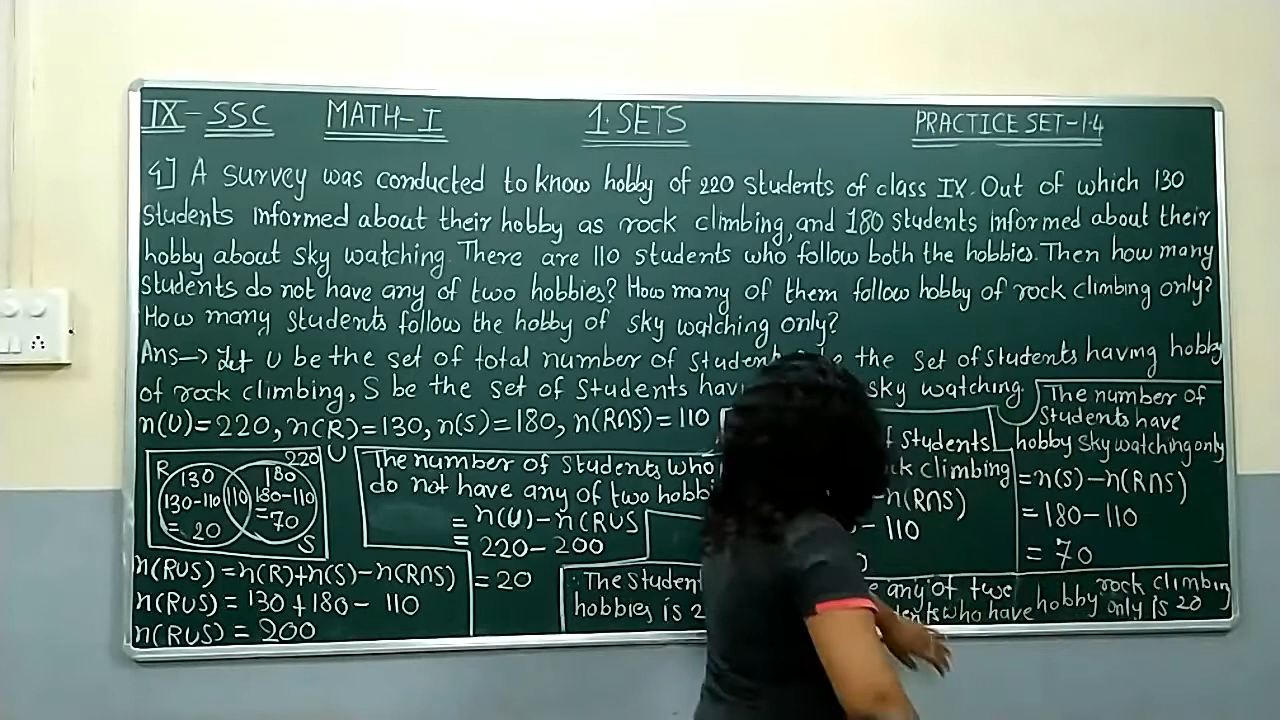 IX-SSC MATH-I 1.SETS PRACTICE SET-1.4
4] A survey was conducted to know hobby of 220 students of class IX. Out of which 130
students informed about their hobby as rock climbing, and 180 students informed about their
hobby about sky watching. There are 110 students who follow both the hobbies. Then how many
students do not have any of two hobbies? How many of them follow hobby of rock climbing only?
How many students follow the hobby of sky watching only?
Ans→ Let U be the set of total number of student the set of students having hobby
of rock climbing, S be the set of students hav sky watching.
n(U)=220, n(R)=130, n(S)=180, n(R∩S)=110
R 130 130-110 =20 110 180 180-110 =70 S 220 U
n(RUS) = n(R)+n(S)-n(R∩S)
n(RUS) = 130+180-110
n(RUS) = 200
The number of students who
do not have any of two hobbi
= n(U)-n(RUS
= 220-200
= 20
f students
ck climbing
-n(R∩S)
- 110
The number of
students have
hobby sky watching only
=n(S)-n(R∩S)
= 180-110
= 70
∴ The student any of two rock climbing
hobbies is 2 dents who have hobby only is 20